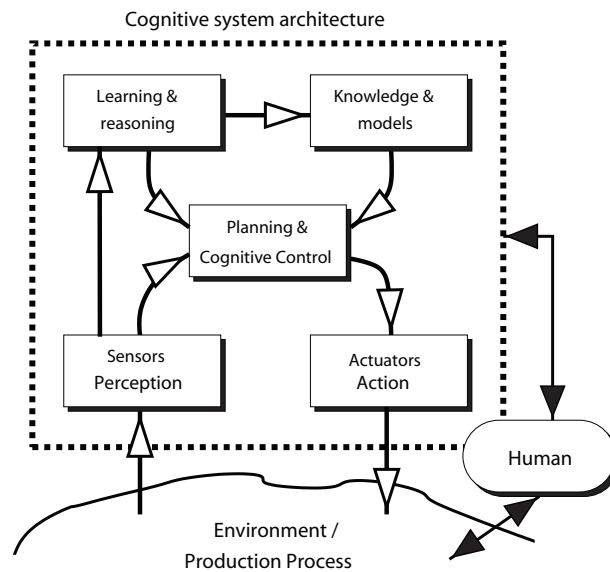 Cognitive system architecture
Learning &
reasoning
Knowledge &
models
Planning &
Cognitive Control
Sensors
Perception
Actuators
Action
Human
Environment /
Production Process